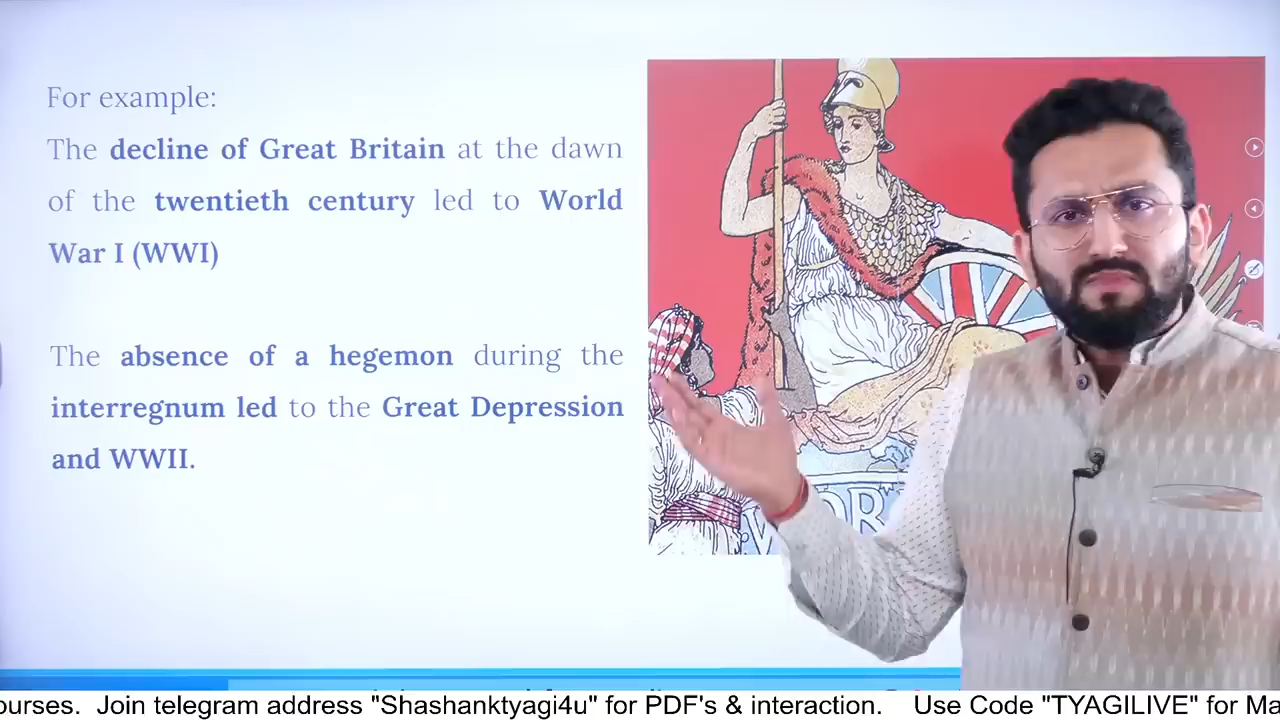 For example:
The decline of Great Britain at the dawn
of the twentieth century led to World
War I (WWI)
The absence of a hegemon during the
interregnum led to the Great Depression
and WWII.
ourses. Join telegram address "Shashanktyagi4u" for PDF's & interaction. Use Code "TYAGILIVE" for Ma